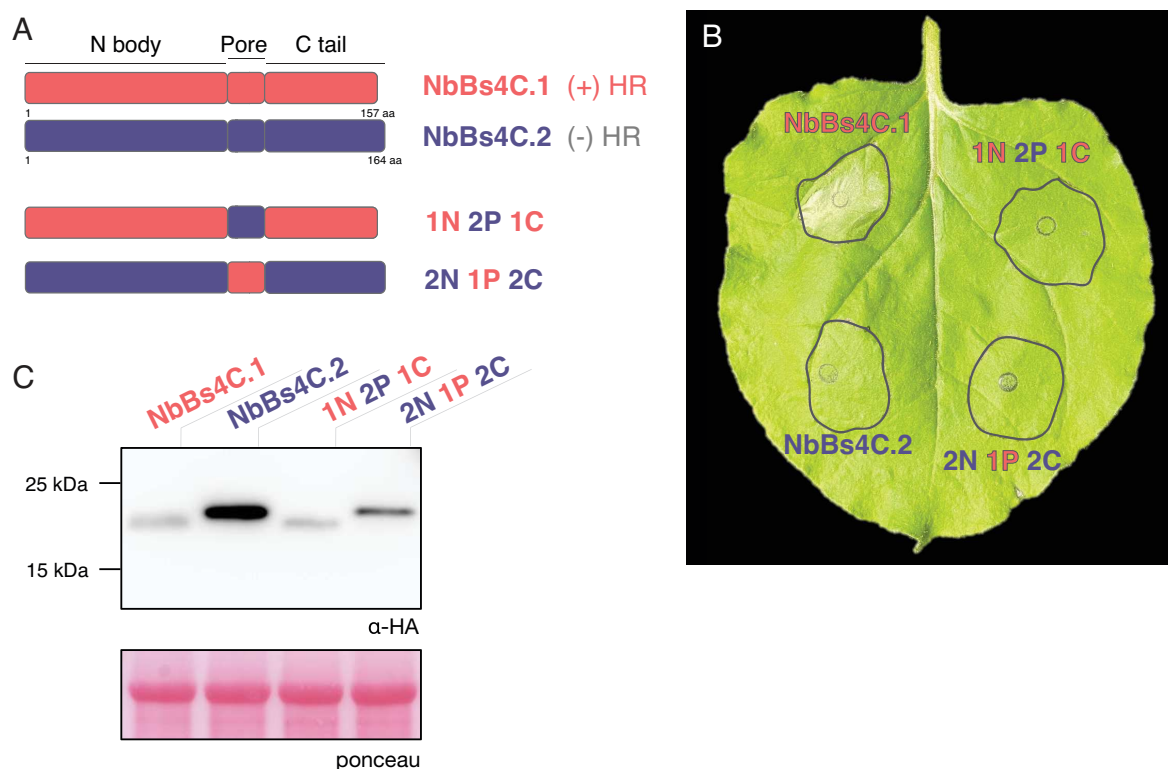 A
N body Pore C tail
NbBs4C.1 (+) HR
1 157 aa
NbBs4C.2 (-) HR
1 164 aa
1N 2P 1C
2N 1P 2C
B
NbBs4C.1
1N 2P 1C
NbBs4C.2
2N 1P 2C
C
NbBs4C.1
NbBs4C.2
1N 2P 1C
2N 1P 2C
25 kDa
15 kDa
α-HA
ponceau